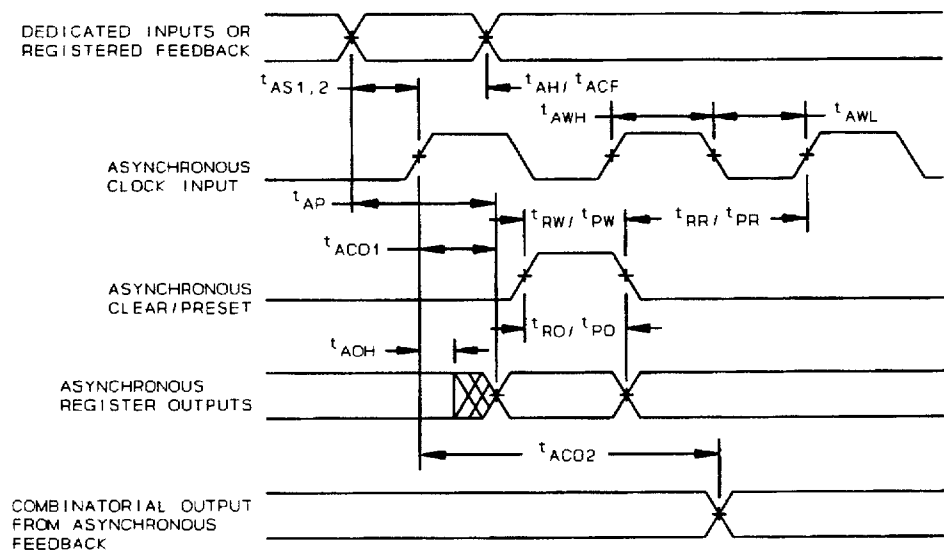 DEDICATED INPUTS OR
REGISTERED FEEDBACK
tAS1,2
tAH/ tACF
tAWH
tAWL
ASYNCHRONOUS
CLOCK INPUT
tAP
tRW/ tPW
tRR/ tPR
tACO1
ASYNCHRONOUS
CLEAR/PRESET
tRO/ tPO
tAOH
ASYNCHRONOUS
REGISTER OUTPUTS
tACO2
COMBINATORIAL OUTPUT
FROM ASYNCHRONOUS
FEEDBACK